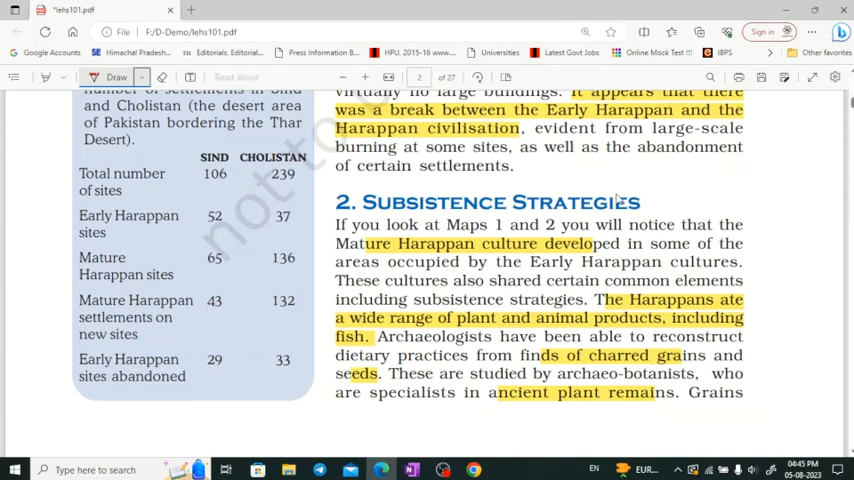 *lehs101.pdf
File | D:/F-Demo/lehs101.pdf
Sign in
Google
Himachal Pradesh...
Editorials, Editorial...
Press Information B...
HPU, 2015-16 www....
Universities
Latest Govt Jobs
Online Mock Test
IBPS
Other favorites
Draw
Read aloud
2 of 27
number of settlements in Sind
and Cholistan (the desert area
of Pakistan bordering the Thar
Desert).
SIND CHOLISTAN
Total number 106 239
of sites
Early Harappan 52 37
sites
Mature 65 136
Harappan sites
Mature Harappan 43 132
settlements on
new sites
Early Harappan 29 33
sites abandoned
virtually no large buildings. It appears that there
was a break between the Early Harappan and the
Harappan civilisation, evident from large-scale
burning at some sites, as well as the abandonment
of certain settlements.
2. SUBSISTENCE STRATEGIES
If you look at Maps 1 and 2 you will notice that the
Mature Harappan culture developed in some of the
areas occupied by the Early Harappan cultures.
These cultures also shared certain common elements
including subsistence strategies. The Harappans ate
a wide range of plant and animal products, including
fish. Archaeologists have been able to reconstruct
dietary practices from finds of charred grains and
seeds. These are studied by archaeo-botanists, who
are specialists in ancient plant remains. Grains
not to
Type here to search
EN
EUR...
04:45 PM
05-08-2023